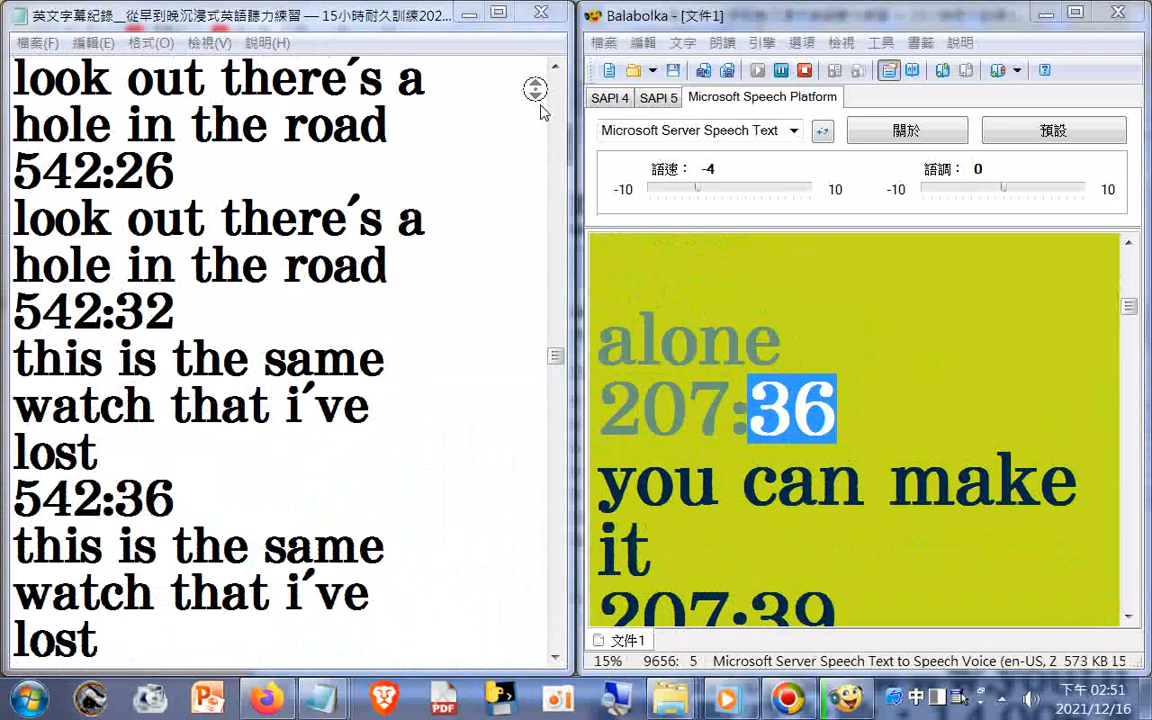 英文字幕紀錄__從早到晚沉浸式英語聽力練習 — 15小時耐久訓練202...
檔案(F) 編輯(E) 格式(O) 檢視(V) 說明(H)
look out there´s a
hole in the road
542:26
look out there´s a
hole in the road
542:32
this is the same
watch that i´ve
lost
542:36
this is the same
watch that i´ve
lost
Balabolka - [文件1]
檔案 編輯 文字 朗讀 引擎 選項 檢視 工具 書籤 說明
SAPI 4 SAPI 5 Microsoft Speech Platform
Microsoft Server Speech Text 關於 預設
語速： -4 語調： 0
-10 10 -10 10
alone
207:36
you can make
it
207:39
文件1
15% 9656: 5 Microsoft Server Speech Text to Speech Voice (en-US, Z 573 KB 15
PDF 中 下午 02:51
2021/12/16